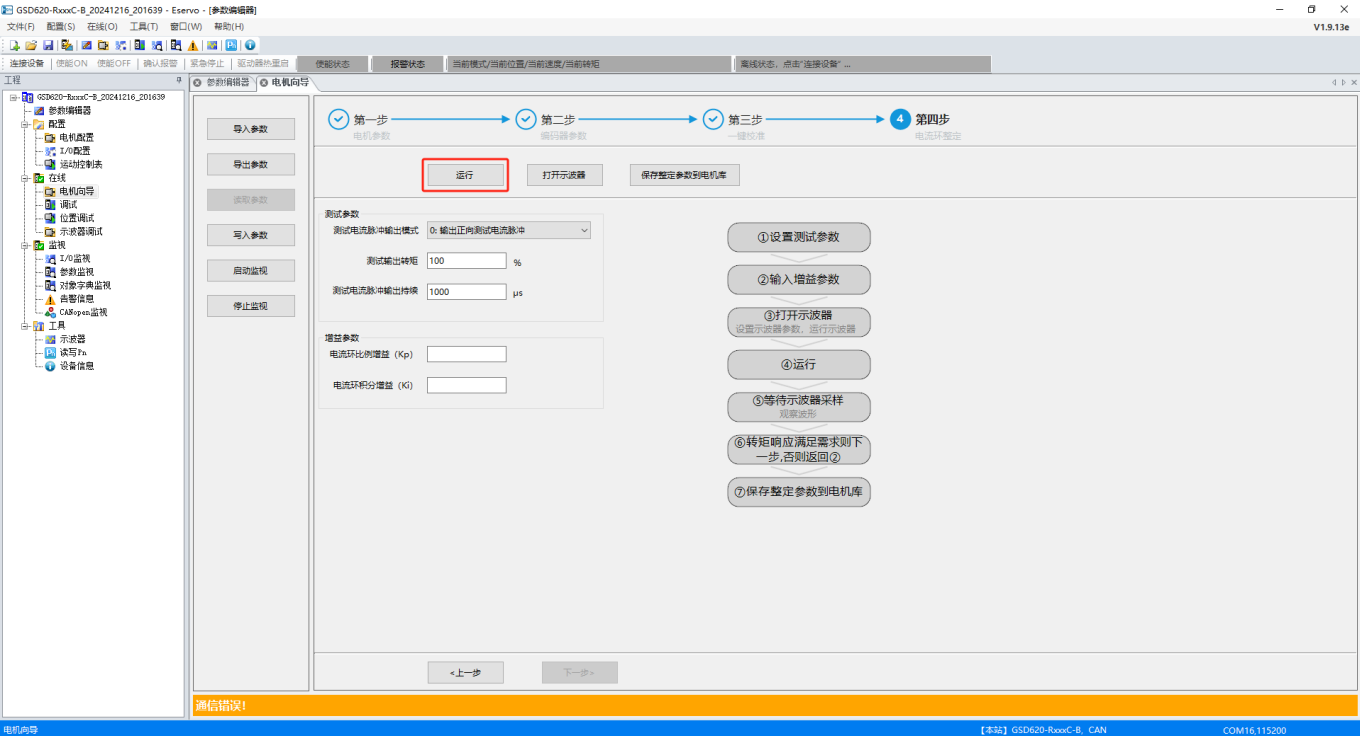 GSD620-RxxxC-B_20241216_201639 - Eservo - [参数编辑器]
文件(F) 配置(S) 在线(O) 工具(T) 窗口(W) 帮助(H)
V1.9.13e
连接设备 使能ON 使能OFF 确认报警 紧急停止 驱动器热重启 使能状态 报警状态 当前模式/当前位置/当前速度/当前转矩 离线状态，点击"连接设备" ...
工程
参数编辑器 电机向导
GSD620-RxxxC-B_20241216_201639
参数编辑器
配置
电机配置
I/O配置
运动控制表
在线
电机向导
调试
位置调试
示波器调试
监视
I/O监视
参数监视
对象字典监视
告警信息
CANopen监视
工具
示波器
读写Pn
设备信息
导入参数
导出参数
读取参数
写入参数
启动监视
停止监视
第一步
电机参数
第二步
编码器参数
第三步
一键校准
4 第四步
电流环整定
运行 打开示波器 保存整定参数到电机库
测试参数
测试电流脉冲输出模式 0: 输出正向测试电流脉冲
测试输出转矩 100 %
测试电流脉冲输出持续 1000 μs
增益参数
电流环比例增益（Kp）
电流环积分增益（Ki）
①设置测试参数
②输入增益参数
③打开示波器
设置示波器参数、运行示波器
④运行
⑤等待示波器采样
观察波形
⑥转矩响应满足需求则下
一步,否则返回②
⑦保存整定参数到电机库
<上一步 下一步>
通信错误!
电机向导 【本站】GSD620-RxxxC-B, CAN COM16,115200